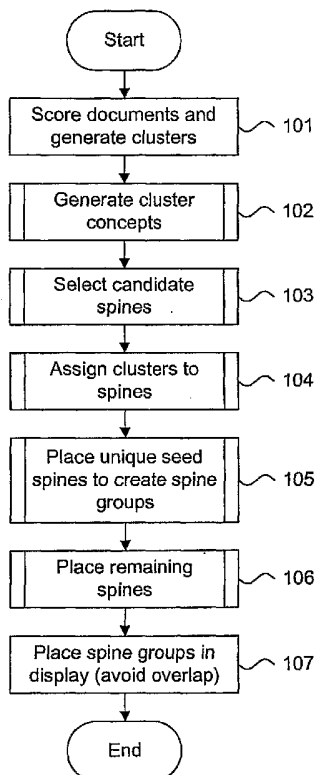 Start
Score documents and
generate clusters
101
Generate cluster
concepts
102
Select candidate
spines
103
Assign clusters to
spines
104
Place unique seed
spines to create spine
groups
105
Place remaining
spines
106
Place spine groups in
display (avoid overlap)
107
End